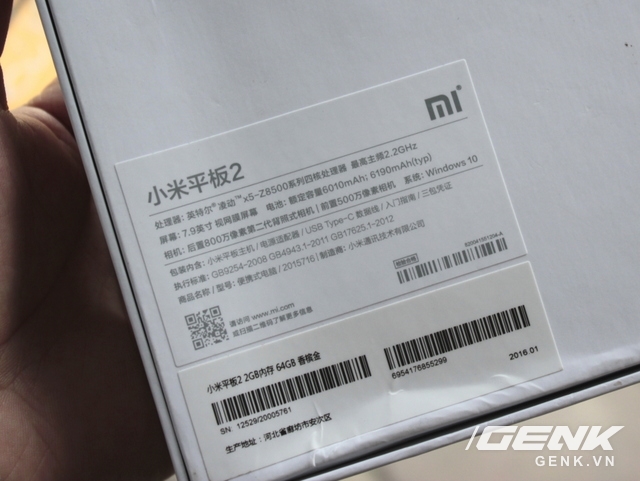 mi
小米平板2
处理器: 英特尔® 凌动™ x5-Z8500系列四核处理器 最高主频2.2GHz
屏幕: 7.9英寸 视网膜屏幕 电池: 额定容量6010mAh; 6190mAh(typ)
相机: 后置800万像素第二代背照式相机 | 前置500万像素相机 系统: Windows 10
包装内含: 小米平板主机 / 电源适配器 / USB Type-C 数据线 / 入门指南 / 三包凭证
执行标准: GB9254-2008 GB4943.1-2011 GB17625.1-2012
商品名称 / 型号: 便携式电脑 / 2015716 | 制造商: 小米通讯技术有限公司
请访问 www.mi.com
或扫描二维码了解更多信息
小米平板2 2GB内存 64GB 香槟金
SN: 12529/20005761
6954176855299
2016.01
生产地址: 河北省廊坊市安次区
GENK
GENK.VN